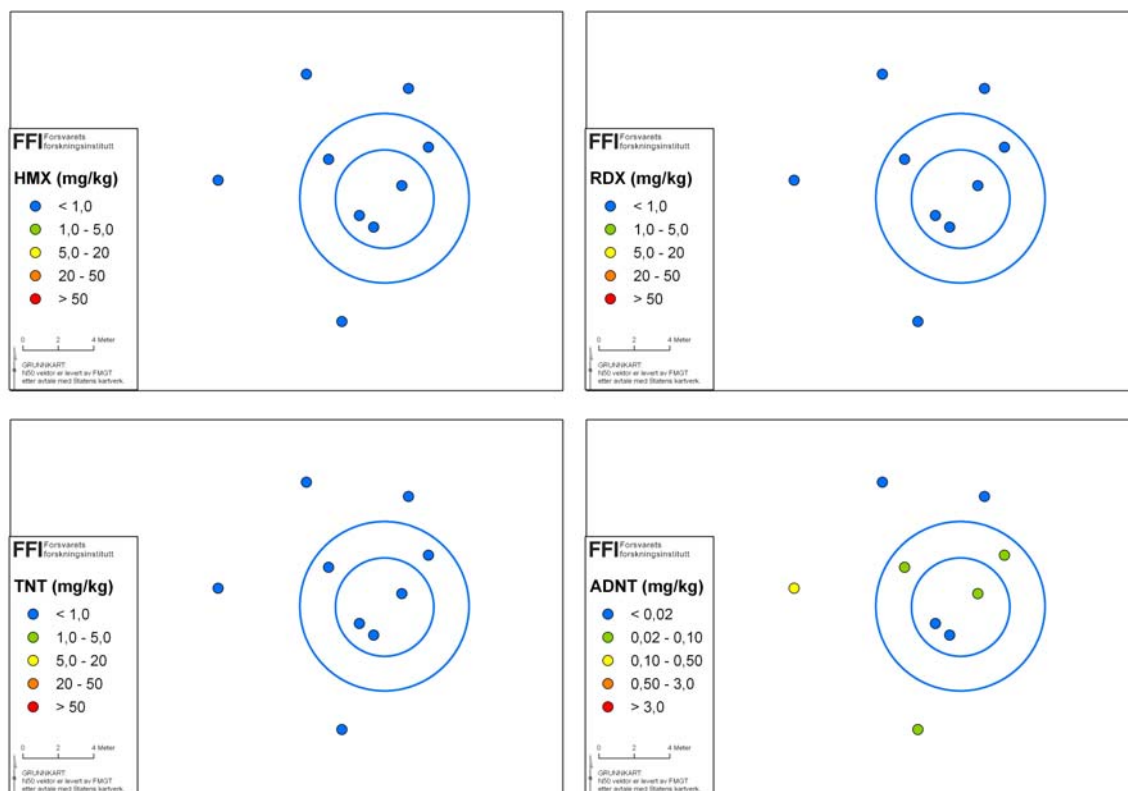 FFI Forsvarets
forskningsinstitutt
HMX (mg/kg)
< 1,0
1,0 - 5,0
5,0 - 20
20 - 50
> 50
0 2 4 Meter
GRUNNKART:
N50 vektor er levert av FMGT
etter avtale med Statens kartverk.
FFI Forsvarets
forskningsinstitutt
RDX (mg/kg)
< 1,0
1,0 - 5,0
5,0 - 20
20 - 50
> 50
0 2 4 Meter
GRUNNKART:
N50 vektor er levert av FMGT
etter avtale med Statens kartverk.
FFI Forsvarets
forskningsinstitutt
TNT (mg/kg)
< 1,0
1,0 - 5,0
5,0 - 20
20 - 50
> 50
0 2 4 Meter
GRUNNKART:
N50 vektor er levert av FMGT
etter avtale med Statens kartverk.
FFI Forsvarets
forskningsinstitutt
ADNT (mg/kg)
< 0,02
0,02 - 0,10
0,10 - 0,50
0,50 - 3,0
> 3,0
0 2 4 Meter
GRUNNKART:
N50 vektor er levert av FMGT
etter avtale med Statens kartverk.